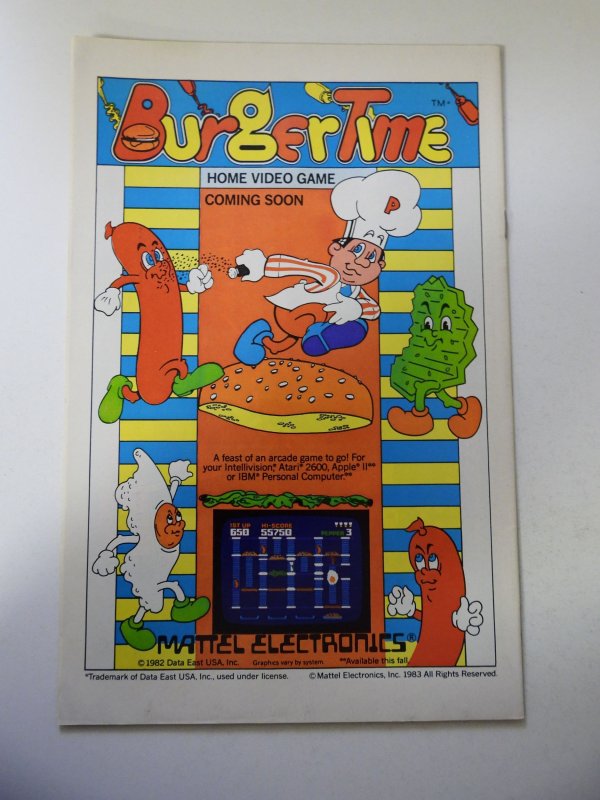 BurgerTime TM*
HOME VIDEO GAME
COMING SOON
P
A feast of an arcade game to go! For
your Intellivision®, Atari® 2600, Apple® II**
or IBM® Personal Computer.**
1ST UP HI-SCORE
650 55750 PEPPER 3
MATTEL ELECTRONICS®
© 1982 Data East USA, Inc. Graphics vary by system. **Available this fall.
*Trademark of Data East USA, Inc., used under license. © Mattel Electronics, Inc. 1983 All Rights Reserved.